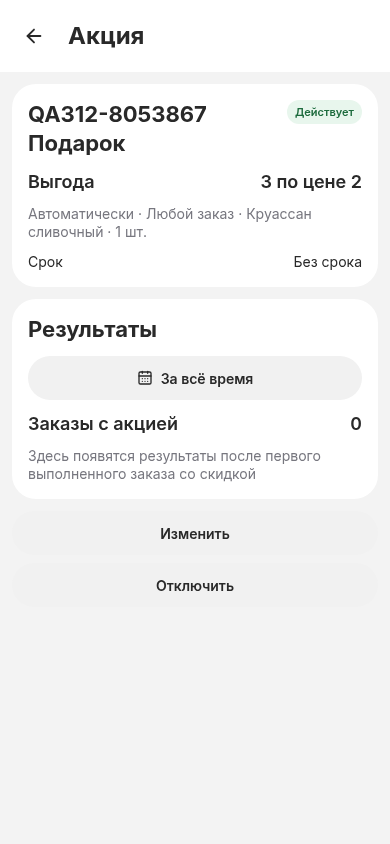 Акция
QA312-8053867
Подарок
Действует
Выгода
3 по цене 2
Автоматически · Любой заказ · Круассан
сливочный · 1 шт.
Срок
Без срока
Результаты
За всё время
Заказы с акцией
0
Здесь появятся результаты после первого
выполненного заказа со скидкой
Изменить
Отключить